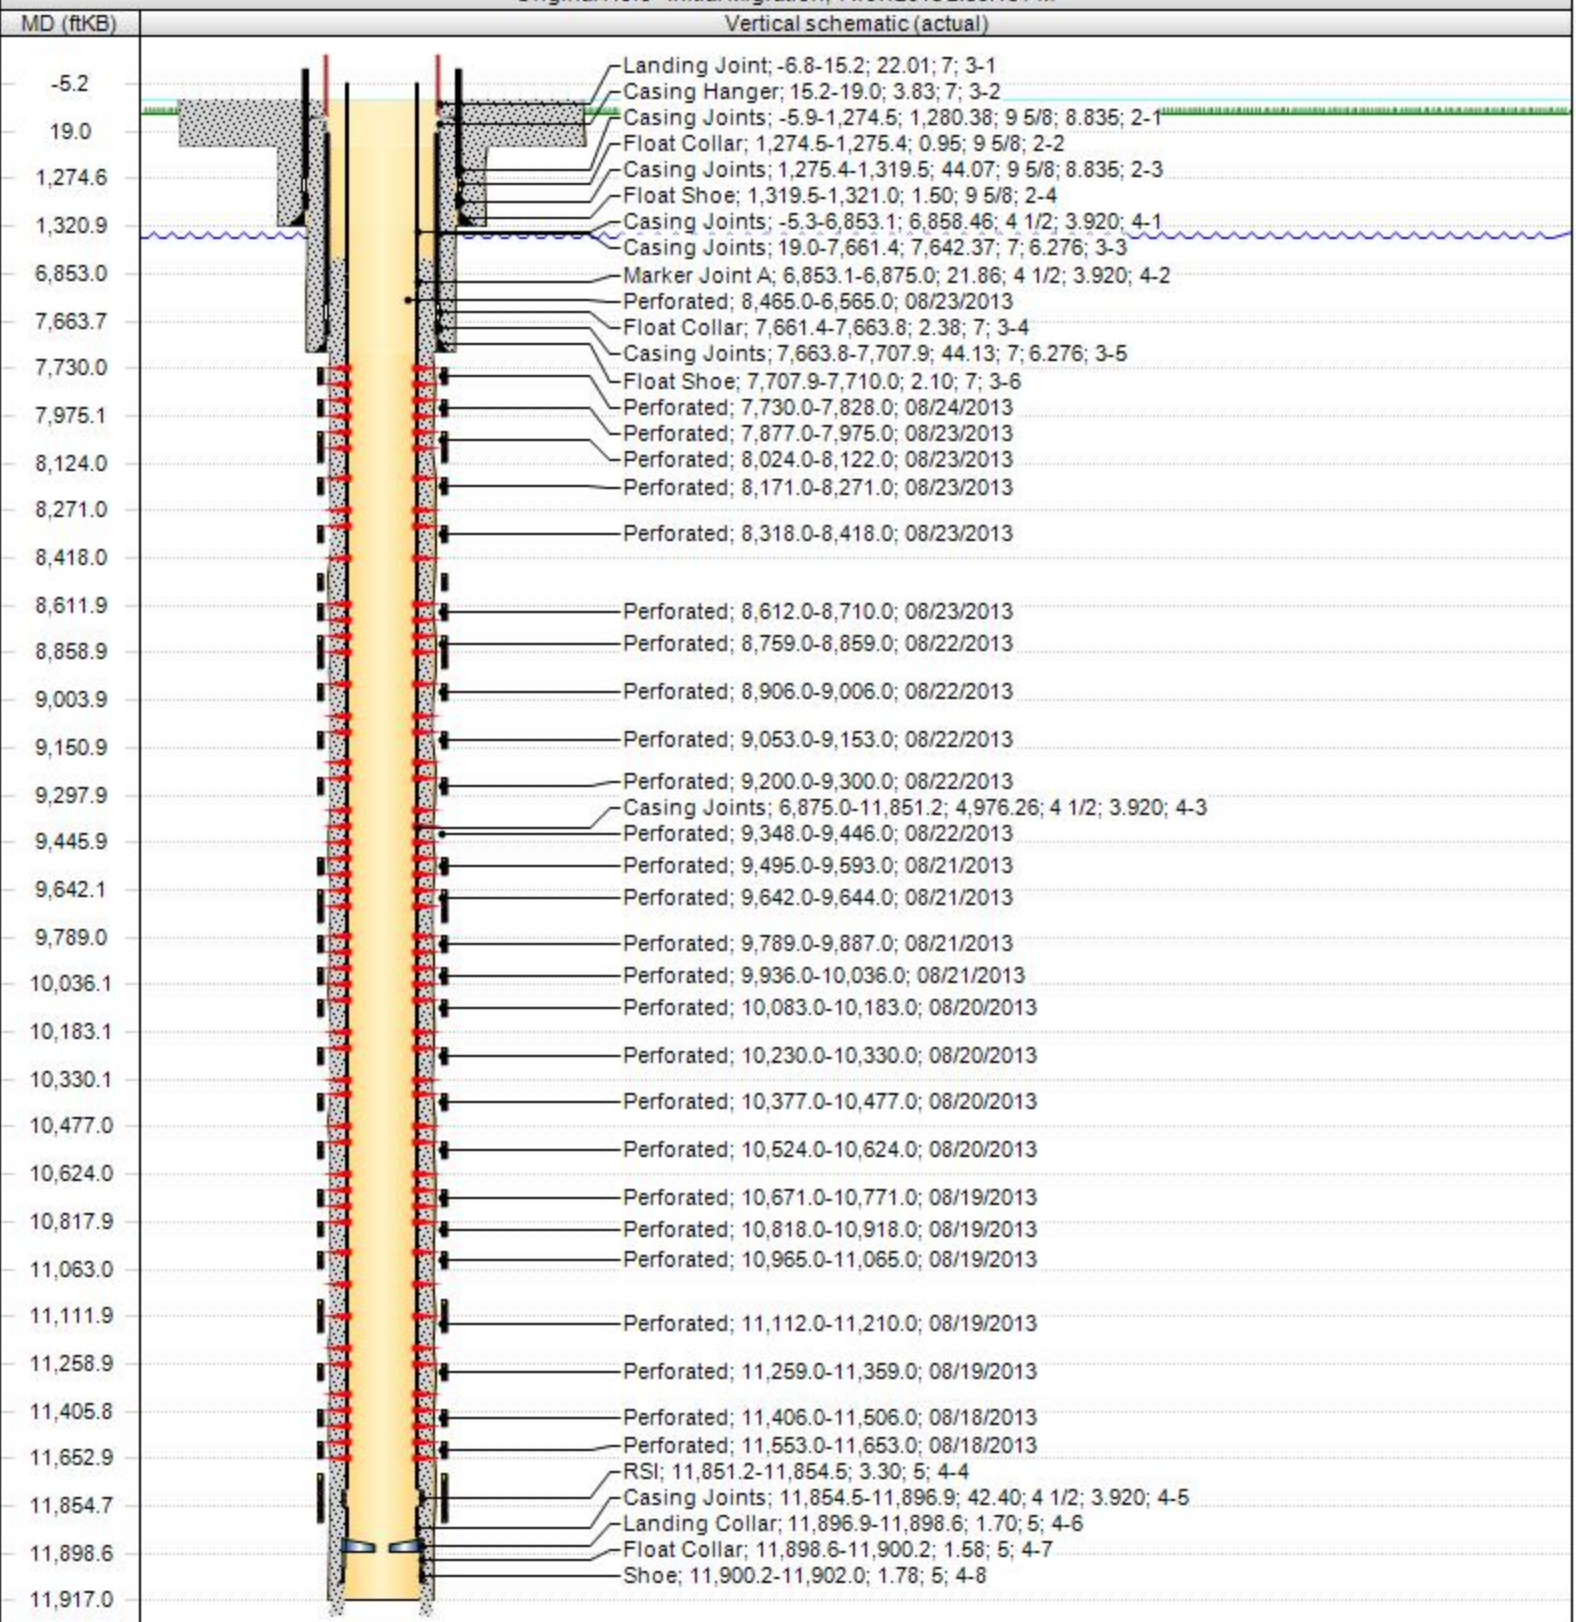 MD (ftKB)
Vertical schematic (actual)
-5.2
19.0
1,274.6
1,320.9
6,853.0
7,663.7
7,730.0
7,975.1
8,124.0
8,271.0
8,418.0
8,611.9
8,858.9
9,003.9
9,150.9
9,297.9
9,445.9
9,642.1
9,789.0
10,036.1
10,183.1
10,330.1
10,477.0
10,624.0
10,817.9
11,063.0
11,111.9
11,258.9
11,405.8
11,652.9
11,854.7
11,898.6
11,917.0
Landing Joint; -6.8-15.2; 22.01; 7; 3-1
Casing Hanger; 15.2-19.0; 3.83; 7; 3-2
Casing Joints; -5.9-1,274.5; 1,280.38; 9 5/8; 8.835; 2-1
Float Collar; 1,274.5-1,275.4; 0.95; 9 5/8; 2-2
Casing Joints; 1,275.4-1,319.5; 44.07; 9 5/8; 8.835; 2-3
Float Shoe; 1,319.5-1,321.0; 1.50; 9 5/8; 2-4
Casing Joints; -5.3-6,853.1; 6,858.46; 4 1/2; 3.920; 4-1
Casing Joints; 19.0-7,661.4; 7,642.37; 7; 6.276; 3-3
Marker Joint A; 6,853.1-6,875.0; 21.86; 4 1/2; 3.920; 4-2
Perforated; 8,465.0-6,565.0; 08/23/2013
Float Collar; 7,661.4-7,663.8; 2.38; 7; 3-4
Casing Joints; 7,663.8-7,707.9; 44.13; 7; 6.276; 3-5
Float Shoe; 7,707.9-7,710.0; 2.10; 7; 3-6
Perforated; 7,730.0-7,828.0; 08/24/2013
Perforated; 7,877.0-7,975.0; 08/23/2013
Perforated; 8,024.0-8,122.0; 08/23/2013
Perforated; 8,171.0-8,271.0; 08/23/2013
Perforated; 8,318.0-8,418.0; 08/23/2013
Perforated; 8,612.0-8,710.0; 08/23/2013
Perforated; 8,759.0-8,859.0; 08/22/2013
Perforated; 8,906.0-9,006.0; 08/22/2013
Perforated; 9,053.0-9,153.0; 08/22/2013
Perforated; 9,200.0-9,300.0; 08/22/2013
Casing Joints; 6,875.0-11,851.2; 4,976.26; 4 1/2; 3.920; 4-3
Perforated; 9,348.0-9,446.0; 08/22/2013
Perforated; 9,495.0-9,593.0; 08/21/2013
Perforated; 9,642.0-9,644.0; 08/21/2013
Perforated; 9,789.0-9,887.0; 08/21/2013
Perforated; 9,936.0-10,036.0; 08/21/2013
Perforated; 10,083.0-10,183.0; 08/20/2013
Perforated; 10,230.0-10,330.0; 08/20/2013
Perforated; 10,377.0-10,477.0; 08/20/2013
Perforated; 10,524.0-10,624.0; 08/20/2013
Perforated; 10,671.0-10,771.0; 08/19/2013
Perforated; 10,818.0-10,918.0; 08/19/2013
Perforated; 10,965.0-11,065.0; 08/19/2013
Perforated; 11,112.0-11,210.0; 08/19/2013
Perforated; 11,259.0-11,359.0; 08/19/2013
Perforated; 11,406.0-11,506.0; 08/18/2013
Perforated; 11,553.0-11,653.0; 08/18/2013
RSI; 11,851.2-11,854.5; 3.30; 5; 4-4
Casing Joints; 11,854.5-11,896.9; 42.40; 4 1/2; 3.920; 4-5
Landing Collar; 11,896.9-11,898.6; 1.70; 5; 4-6
Float Collar; 11,898.6-11,900.2; 1.58; 5; 4-7
Shoe; 11,900.2-11,902.0; 1.78; 5; 4-8